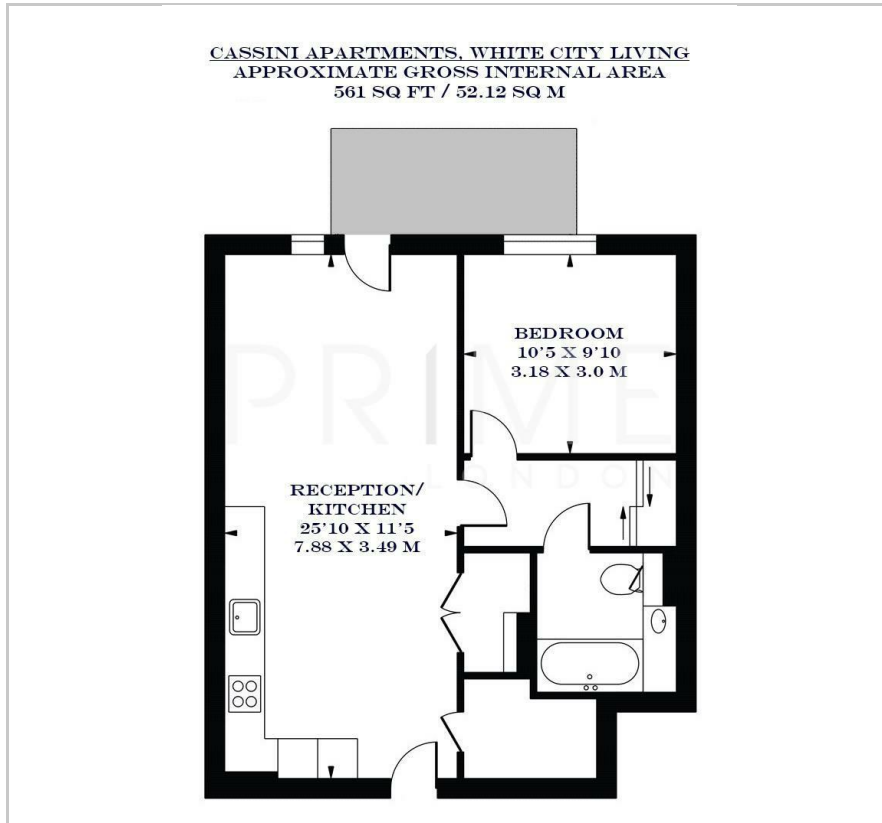 CASSINI APARTMENTS, WHITE CITY LIVING
APPROXIMATE GROSS INTERNAL AREA
561 SQ FT / 52.12 SQ M
BEDROOM
10'5 X 9'10
3.18 X 3.0 M
PRIME
LONDON
RECEPTION/
KITCHEN
25'10 X 11'5
7.88 X 3.49 M